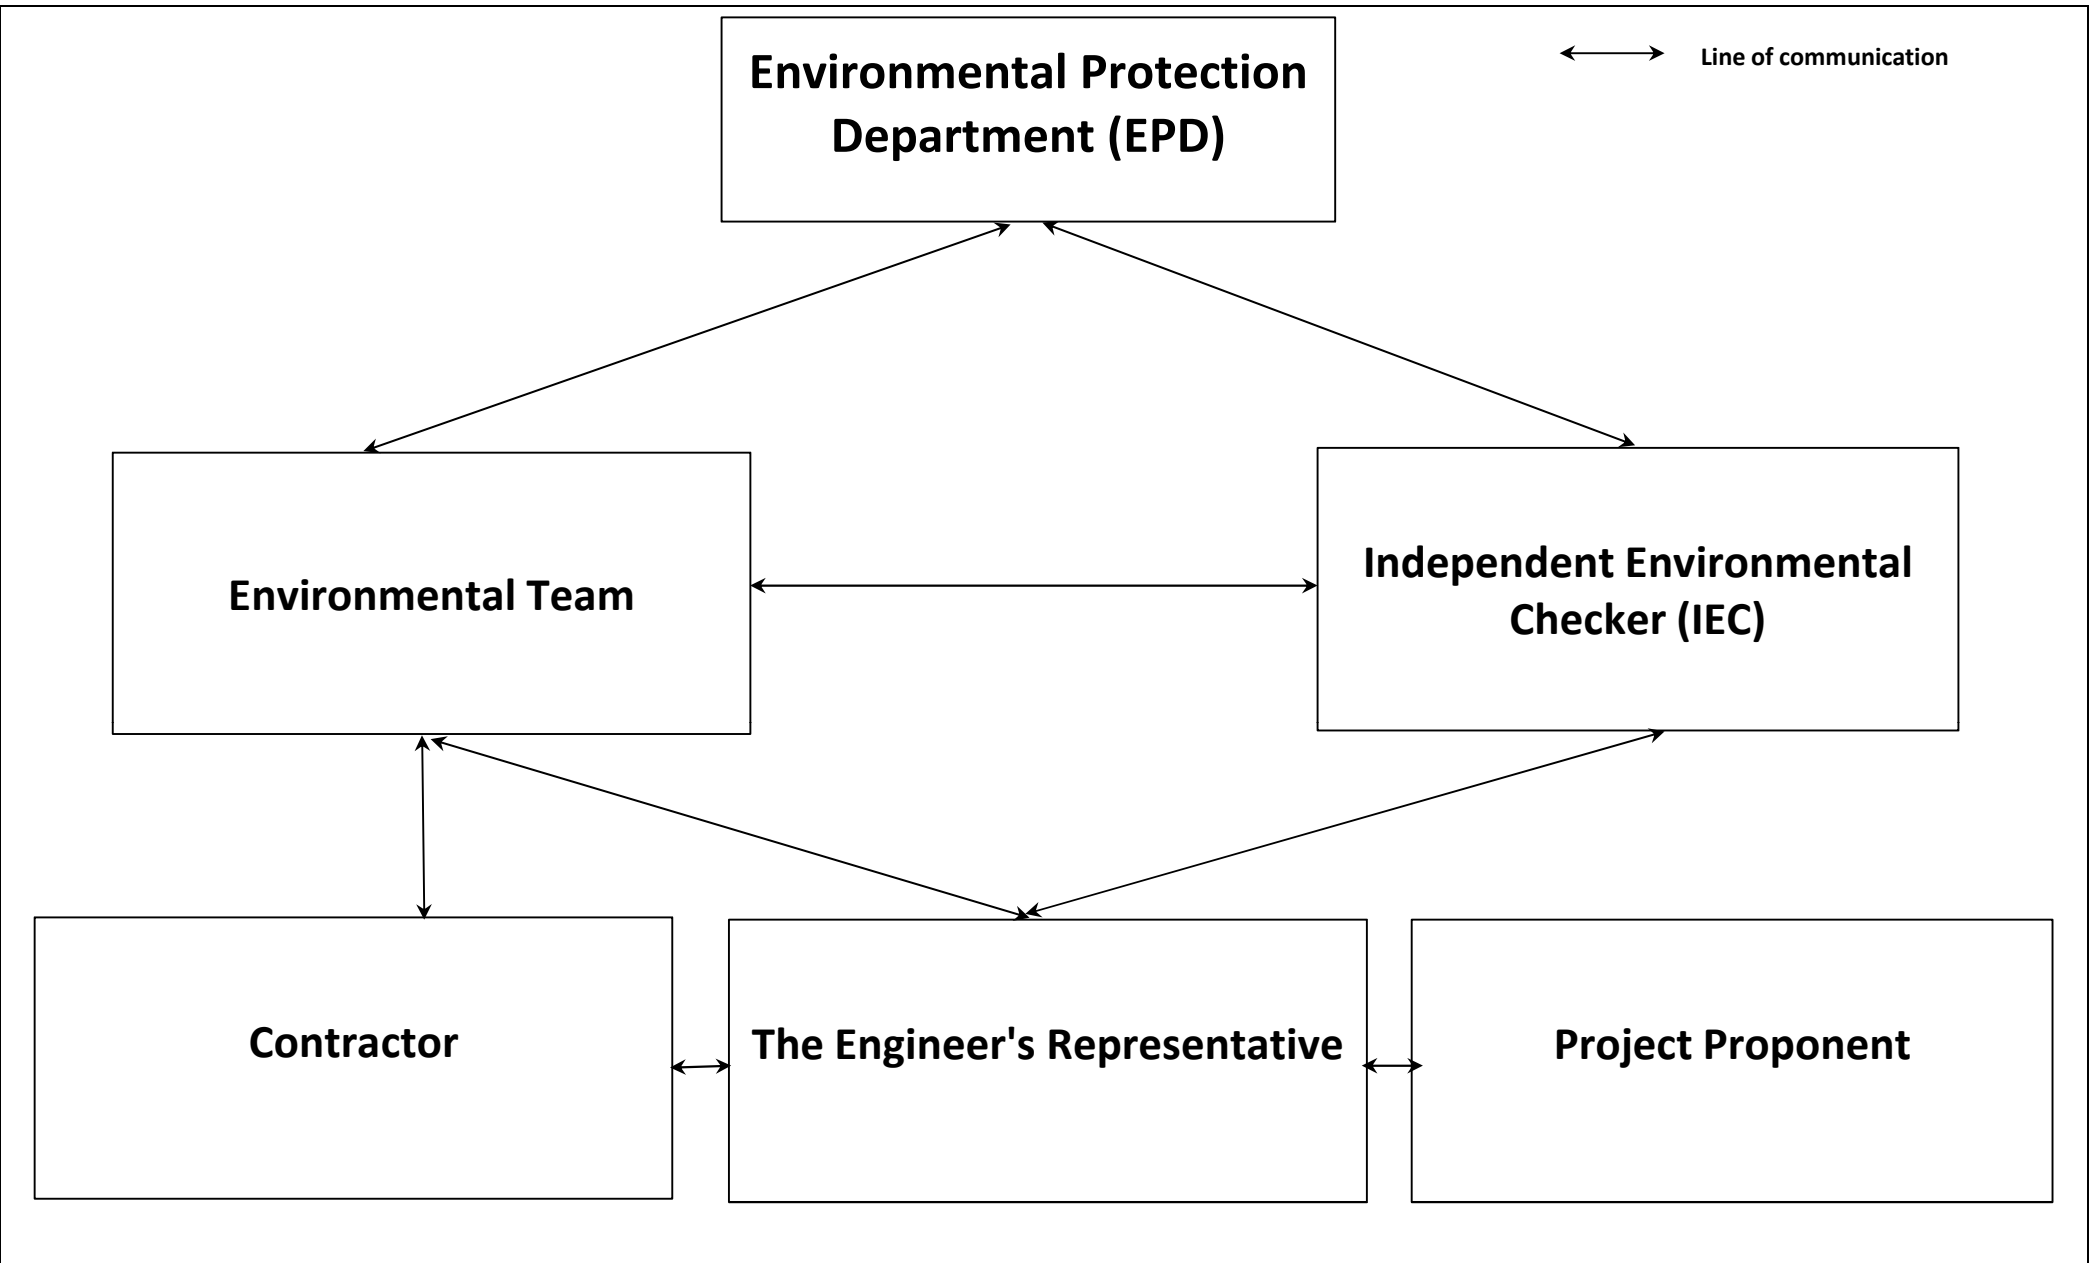 Environmental Protection
Department (EPD)
Line of communication
Environmental Team
Independent Environmental
Checker (IEC)
Contractor
The Engineer's Representative
Project Proponent